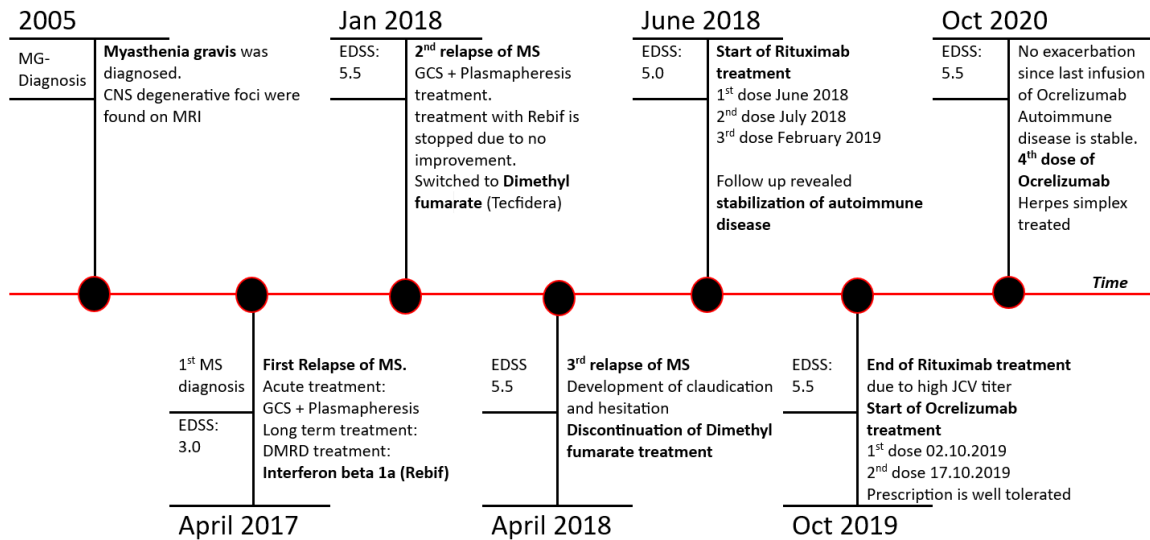 2005
MG-
Diagnosis
Myasthenia gravis was
diagnosed.
CNS degenerative foci were
found on MRI
Jan 2018
EDSS:
5.5
2nd relapse of MS
GCS + Plasmapheresis
treatment.
treatment with Rebif is
stopped due to no
improvement.
Switched to Dimethyl
fumarate (Tecfidera)
June 2018
EDSS:
5.0
Start of Rituximab
treatment
1st dose June 2018
2nd dose July 2018
3rd dose February 2019
Follow up revealed
stabilization of autoimmune
disease
Oct 2020
EDSS:
5.5
No exacerbation
since last infusion
of Ocrelizumab
Autoimmune
disease is stable.
4th dose of
Ocrelizumab
Herpes simplex
treated
Time
1st MS
diagnosis
EDSS:
3.0
First Relapse of MS.
Acute treatment:
GCS + Plasmapheresis
Long term treatment:
DMRD treatment:
Interferon beta 1a (Rebif)
April 2017
EDSS
5.5
3rd relapse of MS
Development of claudication
and hesitation
Discontinuation of Dimethyl
fumarate treatment
April 2018
EDSS:
5.5
End of Rituximab treatment
due to high JCV titer
Start of Ocrelizumab
treatment
1st dose 02.10.2019
2nd dose 17.10.2019
Prescription is well tolerated
Oct 2019